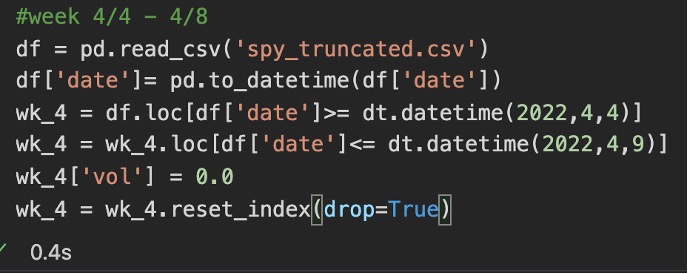 #week 4/4 - 4/8
df = pd.read_csv('spy_truncated.csv')
df['date']= pd.to_datetime(df['date'])
wk_4 = df.loc[df['date']>= dt.datetime(2022,4,4)]
wk_4 = wk_4.loc[df['date']<= dt.datetime(2022,4,9)]
wk_4['vol'] = 0.0
wk_4 = wk_4.reset_index(drop=True)
✓ 0.4s